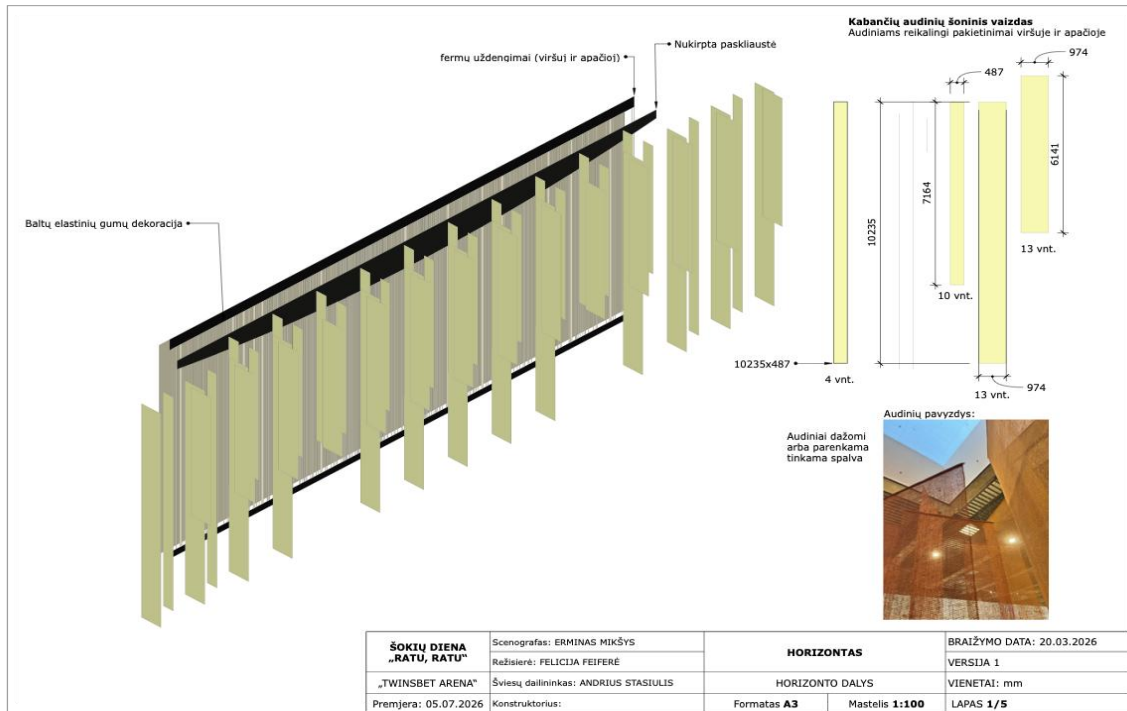 Kabančių audinių šoninis vaizdas
Audiniams reikalingi pakietinimai viršuje ir apačioje
Nukirpta paskliaustė
fermų uždengimai (viršuj ir apačioj)
Baltų elastinių gumų dekoracija
974
487
6141
7164
10235
13 vnt.
10 vnt.
10235x487
4 vnt.
974
13 vnt.
Audinių pavyzdys:
Audiniai dažomi
arba parenkama
tinkama spalva
ŠOKIŲ DIENA
„RATU, RATU“
„TWINSBET ARENA“
Premjera: 05.07.2026
Scenografas: ERMINAS MIKŠYS
Režisierė: FELICIJA FEIFERĖ
Šviesų dailininkas: ANDRIUS STASIULIS
Konstruktorius:
HORIZONTAS
HORIZONTO DALYS
Formatas A3
Mastelis 1:100
BRAIŽYMO DATA: 20.03.2026
VERSIJA 1
VIENETAI: mm
LAPAS 1/5